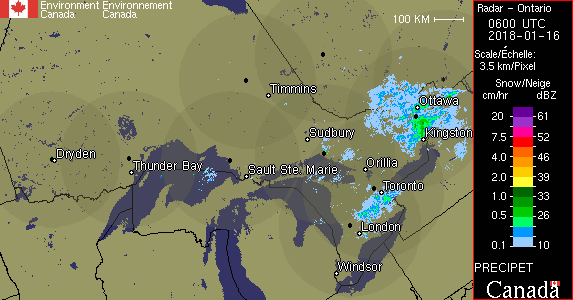 Environment Environnement
Canada Canada
100 KM
Timmins
Ottawa
Sudbury
Kingston
Dryden
Thunder Bay
Sault Ste. Marie
Orillia
Toronto
London
Windsor
Radar - Ontario
0600 UTC
2018-01-16
Scale/Échelle:
3.5 km/Pixel
Snow/Neige
cm/hr dBZ
20 61
7.5 52
4.0 46
2.0 39
1.0 33
0.5 26
0.1 10
PRECIPET
Canada